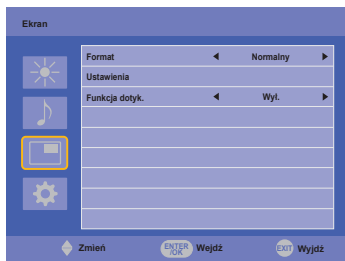 Ekran
Format Normalny
Ustawienia
Funkcja dotyk. Wył.
Zmień ENTER /OK Wejdź EXIT Wyjdź